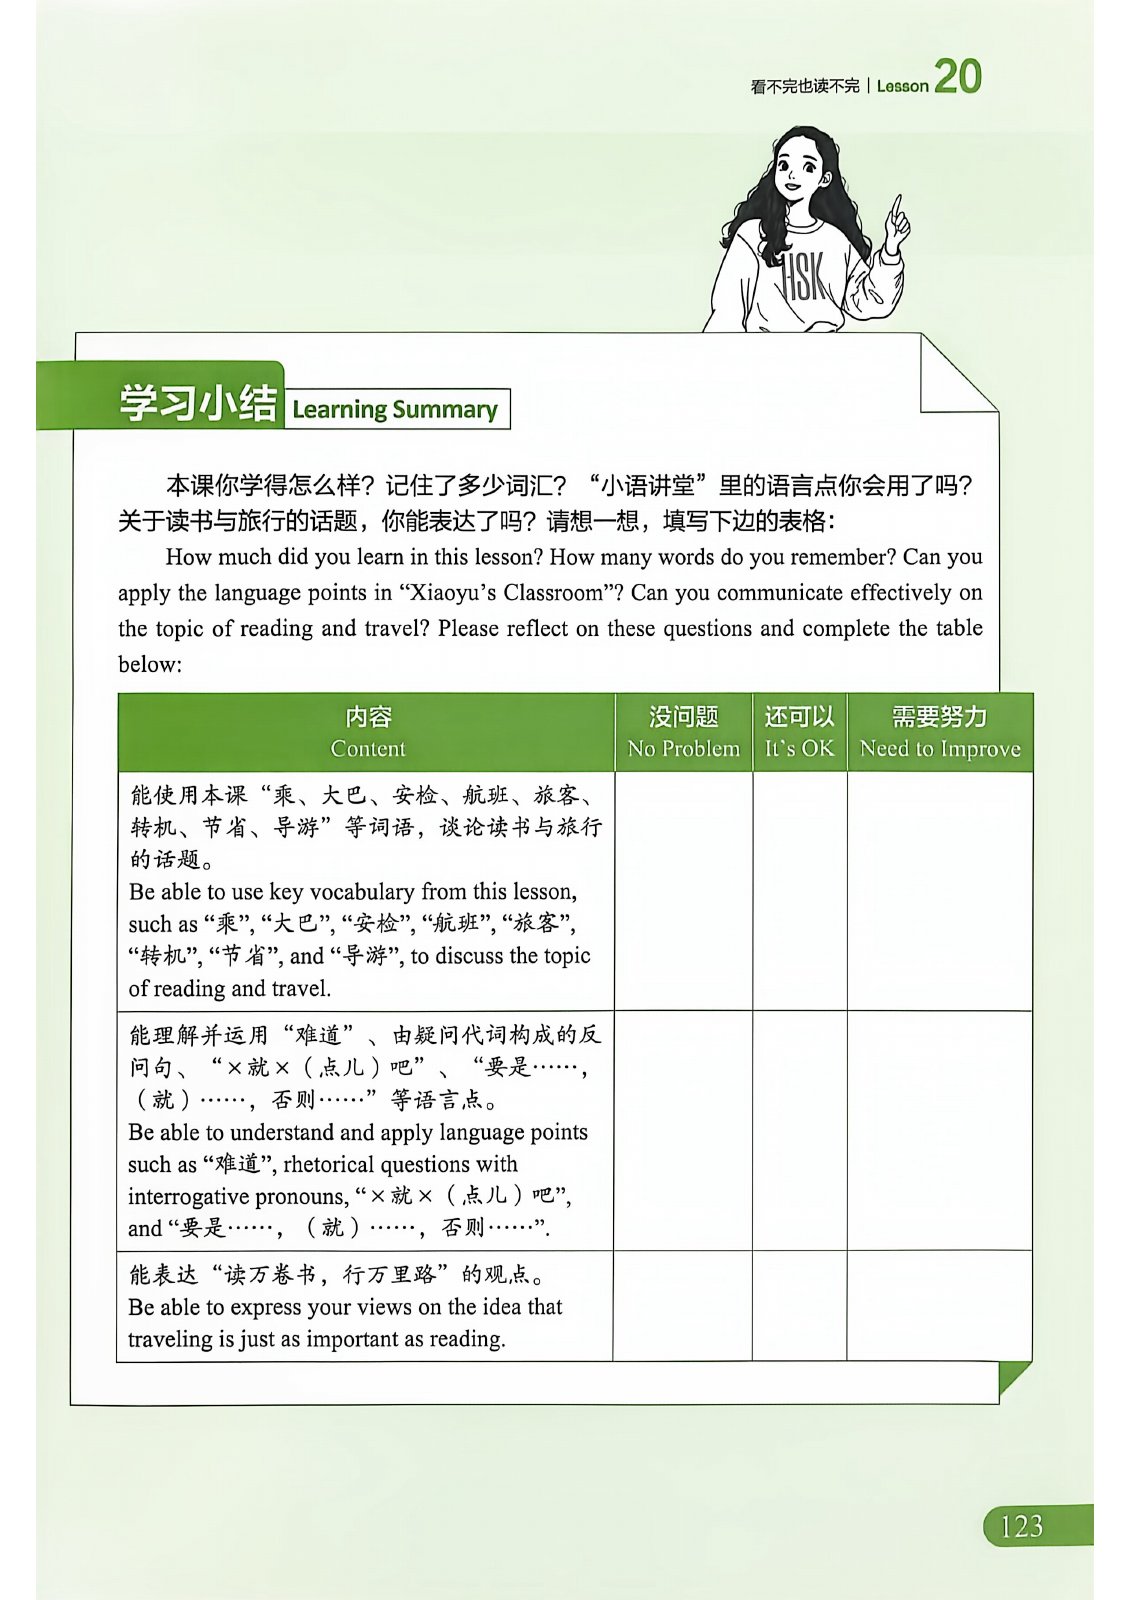 看不完也读不完 | Lesson 20
HSK
学习小结 Learning Summary
本课你学得怎么样？记住了多少词汇？“小语讲堂”里的语言点你会用了吗？
关于读书与旅行的话题，你能表达了吗？请想一想，填写下边的表格：
How much did you learn in this lesson? How many words do you remember? Can you
apply the language points in “Xiaoyu’s Classroom”? Can you communicate effectively on
the topic of reading and travel? Please reflect on these questions and complete the table
below:
内容 没问题 还可以 需要努力
Content No Problem It’s OK Need to Improve
能使用本课“乘、大巴、安检、航班、旅客、
转机、节省、导游”等词语，谈论读书与旅行
的话题。
Be able to use key vocabulary from this lesson,
such as “乘”, “大巴”, “安检”, “航班”, “旅客”,
“转机”, “节省”, and “导游”, to discuss the topic
of reading and travel.
能理解并运用“难道”、由疑问代词构成的反
问句、“×就×（点儿）吧”、“要是……，
（就）……，否则……”等语言点。
Be able to understand and apply language points
such as “难道”, rhetorical questions with
interrogative pronouns, “×就×（点儿）吧”,
and “要是……，（就）……，否则……”.
能表达“读万卷书，行万里路”的观点。
Be able to express your views on the idea that
traveling is just as important as reading.
123